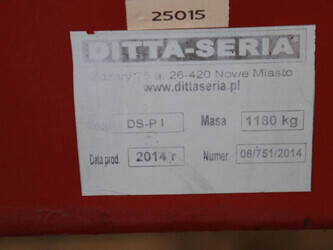 25015
DITTA-SERIA
75 a, 26-420 Nowe Miasto
www.dittaseria.pl
DS-P I Masa 1180 kg
Data prod. 2014 r Numer 06/751/2014